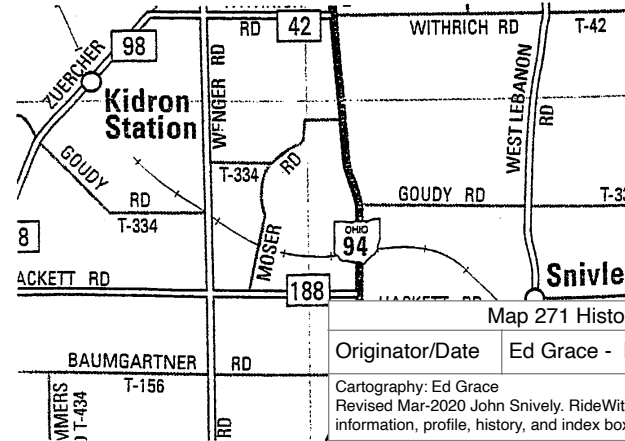 RD
42
WITHRICH RD
T-42
98
ZUERCHER
Kidron
Station
WENGER RD
WEST LEBANON
RD
GOUDY
RD
T-334
T-334
RD
MOSER
GOUDY RD
T-33
OHIO
94
8
ACKETT RD
188
Snivle
HACKETT RD
BAUMGARTNER RD
T-156
MMERS
D T-434
RD
Map 271 Histo
Originator/Date
Ed Grace -
Cartography: Ed Grace
Revised Mar-2020 John Snively. RideWit
information, profile, history, and index box